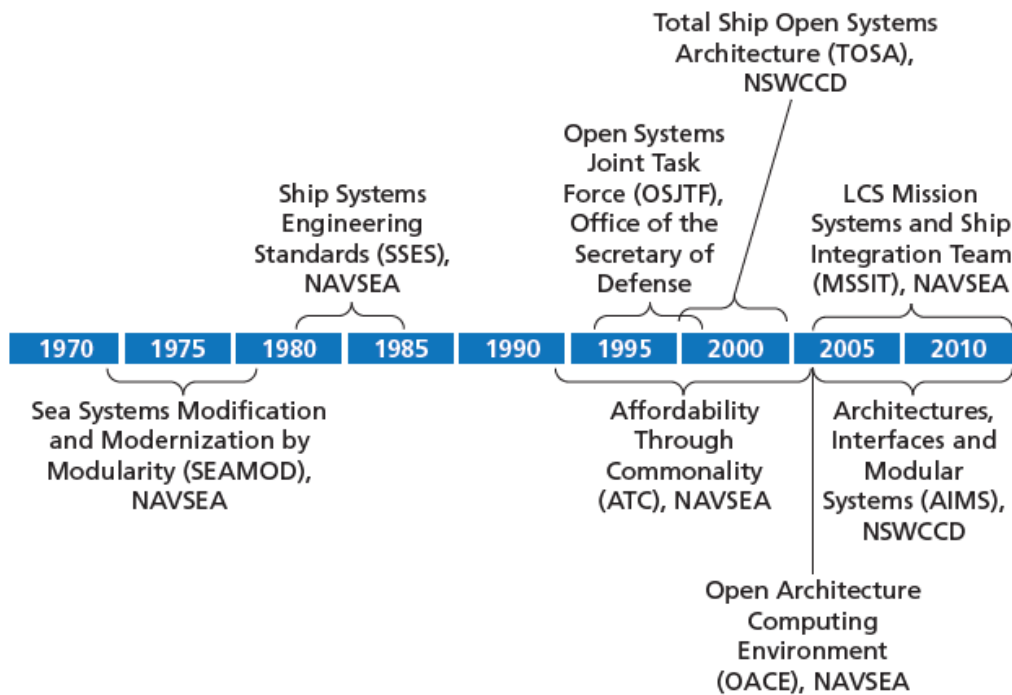 Total Ship Open Systems
Architecture (TOSA),
NSWCCD
Open Systems
Joint Task
Force (OSJTF),
Office of the
Secretary of
Defense
Ship Systems
Engineering
Standards (SSES),
NAVSEA
LCS Mission
Systems and Ship
Integration Team
(MSSIT), NAVSEA
1970 1975 1980 1985 1990 1995 2000 2005 2010
Sea Systems Modification
and Modernization by
Modularity (SEAMOD),
NAVSEA
Affordability
Through
Commonality
(ATC), NAVSEA
Architectures,
Interfaces and
Modular
Systems (AIMS),
NSWCCD
Open Architecture
Computing
Environment
(OACE), NAVSEA